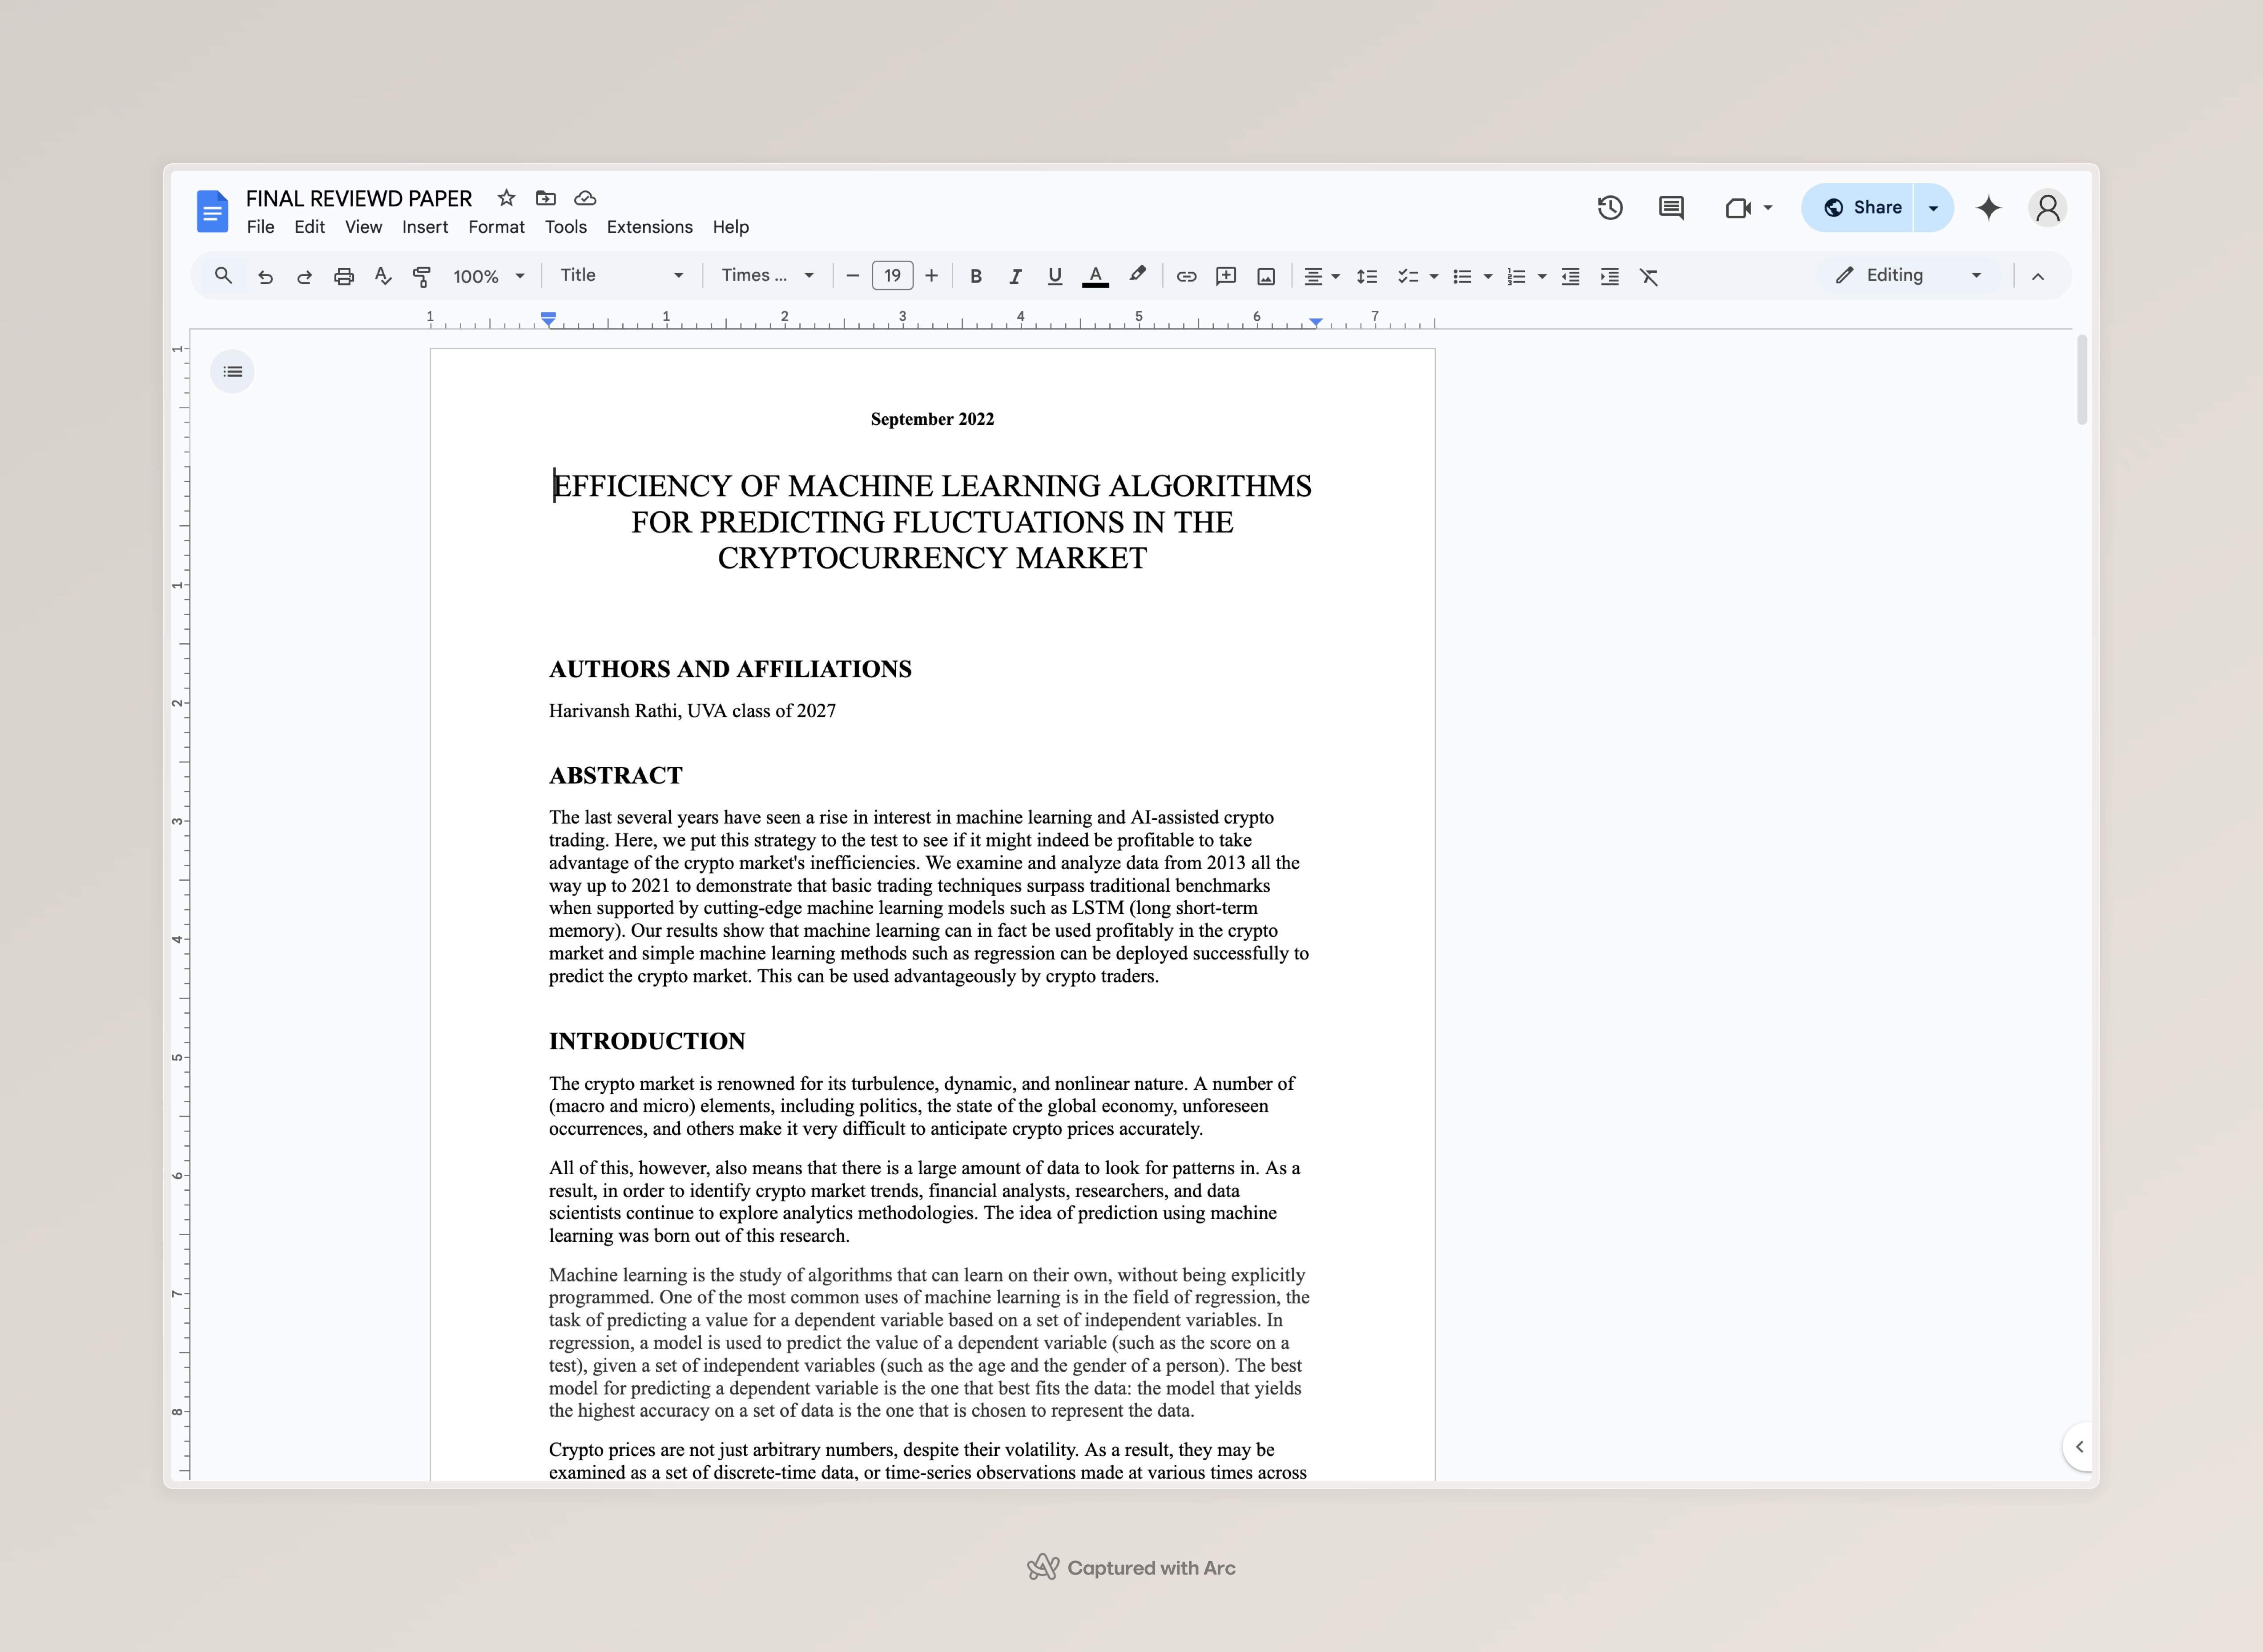 FINAL REVIEWD PAPER
File Edit View Insert Format Tools Extensions Help
Share
100% Title Times ... 19 Editing
1 1 2 3 4 5 6 7
1
1
2
3
4
5
6
7
8
September 2022
EFFICIENCY OF MACHINE LEARNING ALGORITHMS
FOR PREDICTING FLUCTUATIONS IN THE
CRYPTOCURRENCY MARKET
AUTHORS AND AFFILIATIONS
Harivansh Rathi, UVA class of 2027
ABSTRACT
The last several years have seen a rise in interest in machine learning and AI-assisted crypto
trading. Here, we put this strategy to the test to see if it might indeed be profitable to take
advantage of the crypto market's inefficiencies. We examine and analyze data from 2013 all the
way up to 2021 to demonstrate that basic trading techniques surpass traditional benchmarks
when supported by cutting-edge machine learning models such as LSTM (long short-term
memory). Our results show that machine learning can in fact be used profitably in the crypto
market and simple machine learning methods such as regression can be deployed successfully to
predict the crypto market. This can be used advantageously by crypto traders.
INTRODUCTION
The crypto market is renowned for its turbulence, dynamic, and nonlinear nature. A number of
(macro and micro) elements, including politics, the state of the global economy, unforeseen
occurrences, and others make it very difficult to anticipate crypto prices accurately.
All of this, however, also means that there is a large amount of data to look for patterns in. As a
result, in order to identify crypto market trends, financial analysts, researchers, and data
scientists continue to explore analytics methodologies. The idea of prediction using machine
learning was born out of this research.
Machine learning is the study of algorithms that can learn on their own, without being explicitly
programmed. One of the most common uses of machine learning is in the field of regression, the
task of predicting a value for a dependent variable based on a set of independent variables. In
regression, a model is used to predict the value of a dependent variable (such as the score on a
test), given a set of independent variables (such as the age and the gender of a person). The best
model for predicting a dependent variable is the one that best fits the data: the model that yields
the highest accuracy on a set of data is the one that is chosen to represent the data.
Crypto prices are not just arbitrary numbers, despite their volatility. As a result, they may be
examined as a set of discrete-time data, or time-series observations made at various times across
Captured with Arc